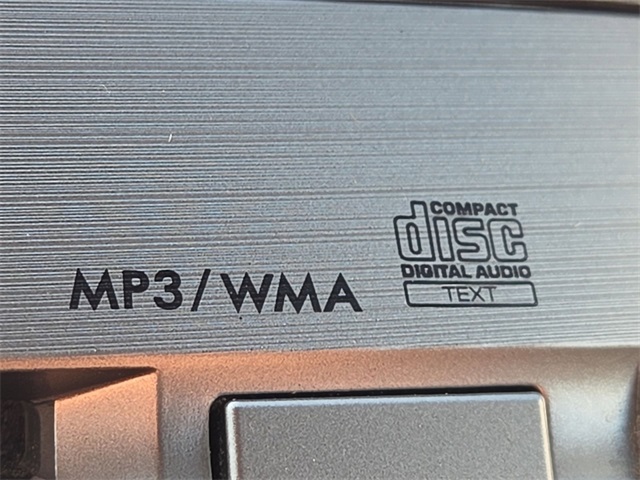 MP3/WMA
COMPACT
disc
DIGITAL AUDIO
TEXT